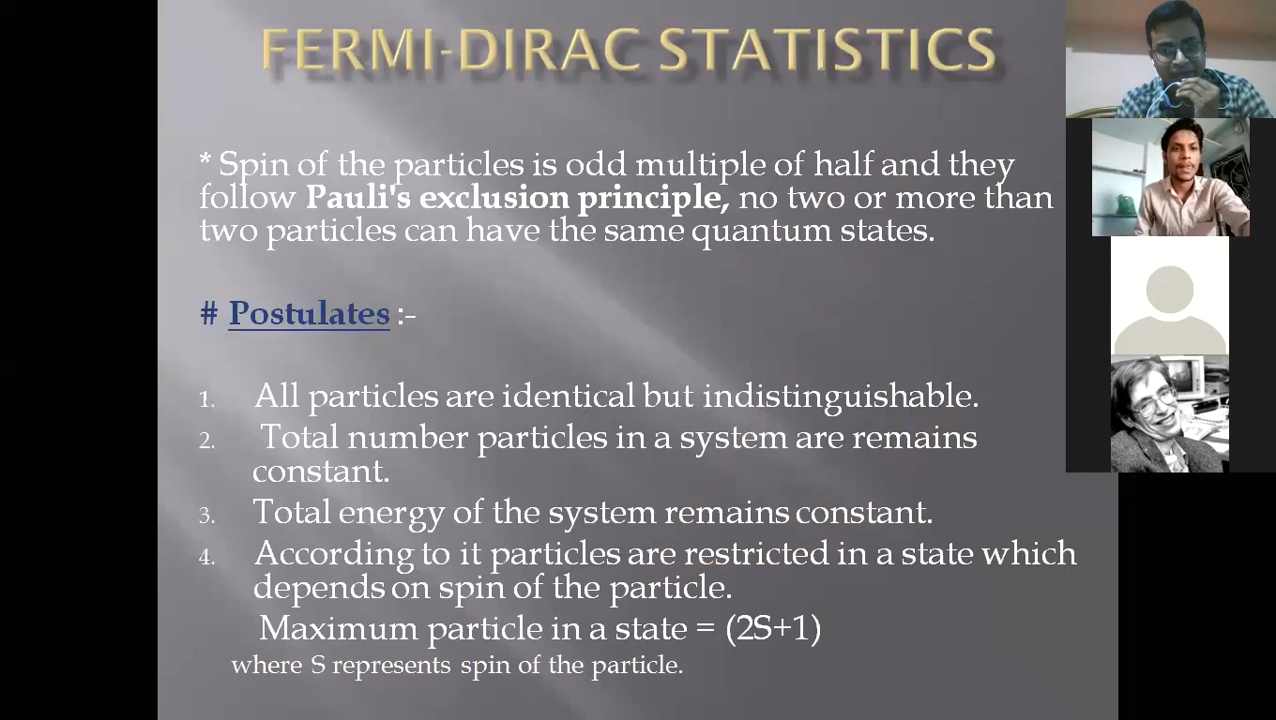 FERMI-DIRAC STATISTICS
* Spin of the particles is odd multiple of half and they
follow Pauli's exclusion principle, no two or more than
two particles can have the same quantum states.
# Postulates :-
1. All particles are identical but indistinguishable.
2. Total number particles in a system are remains
constant.
3. Total energy of the system remains constant.
4. According to it particles are restricted in a state which
depends on spin of the particle.
Maximum particle in a state = (2S+1)
where S represents spin of the particle.